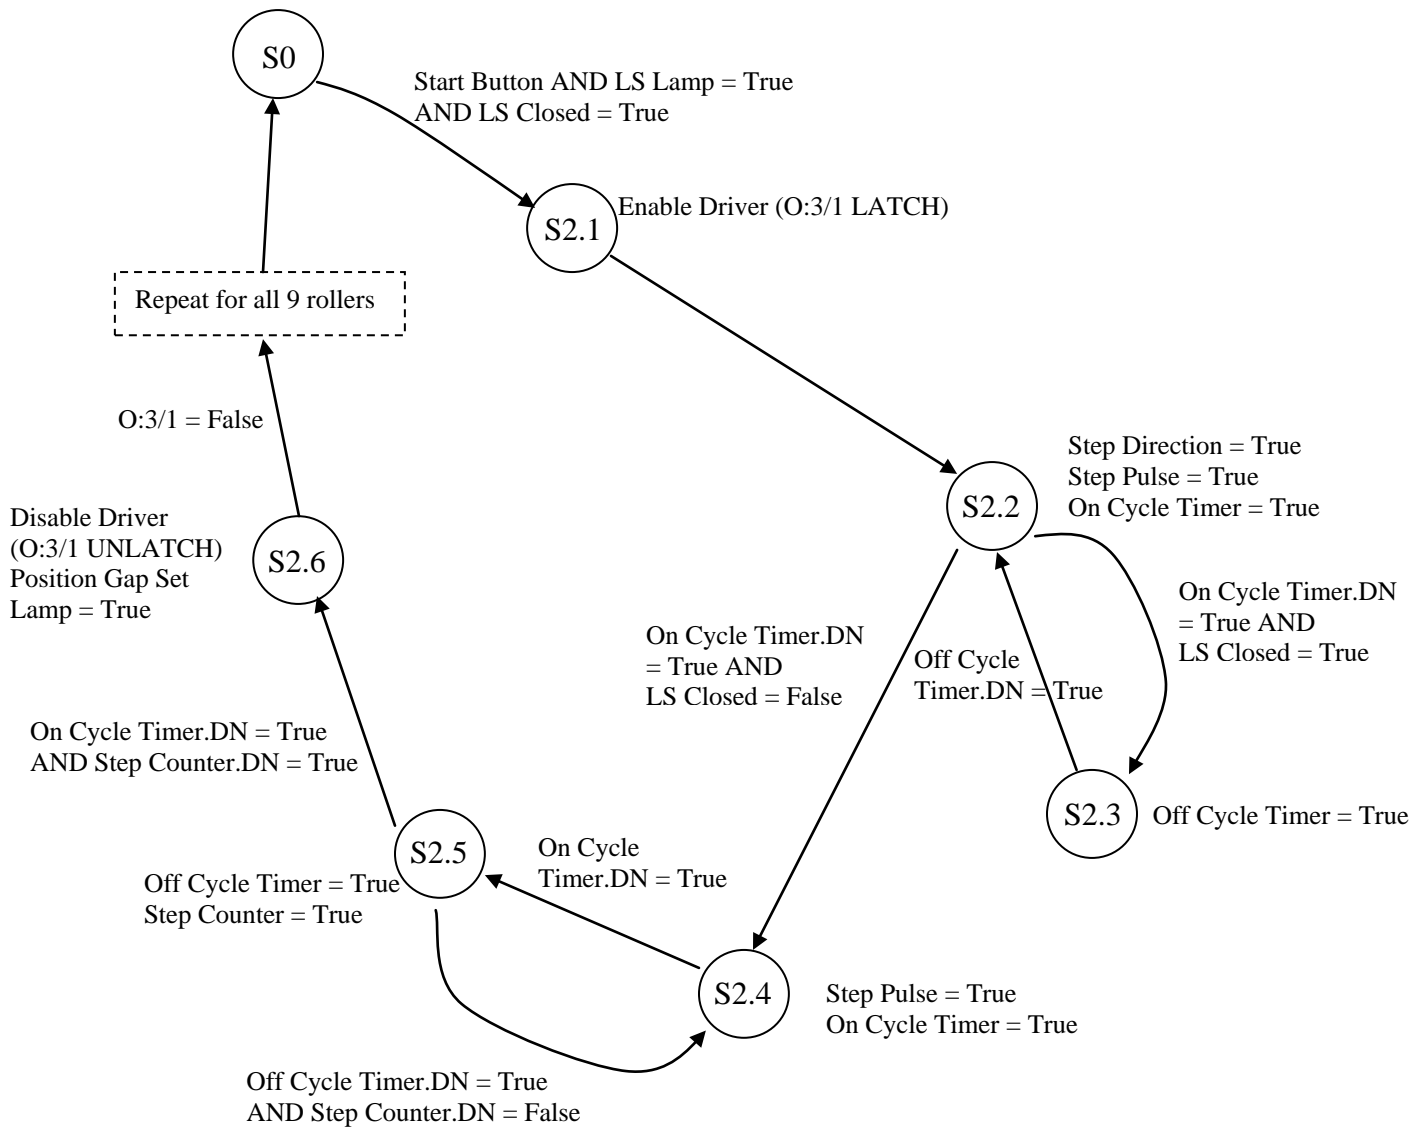 S0
Start Button AND LS Lamp = True
AND LS Closed = True
S2.1
Enable Driver (O:3/1 LATCH)
Repeat for all 9 rollers
O:3/1 = False
Step Direction = True
Step Pulse = True
On Cycle Timer = True
S2.2
Disable Driver
(O:3/1 UNLATCH)
Position Gap Set
Lamp = True
S2.6
On Cycle Timer.DN
= True AND
LS Closed = True
On Cycle Timer.DN
= True AND
LS Closed = False
Off Cycle
Timer.DN = True
On Cycle Timer.DN = True
AND Step Counter.DN = True
S2.3
Off Cycle Timer = True
S2.5
On Cycle
Timer.DN = True
Off Cycle Timer = True
Step Counter = True
S2.4
Step Pulse = True
On Cycle Timer = True
Off Cycle Timer.DN = True
AND Step Counter.DN = False